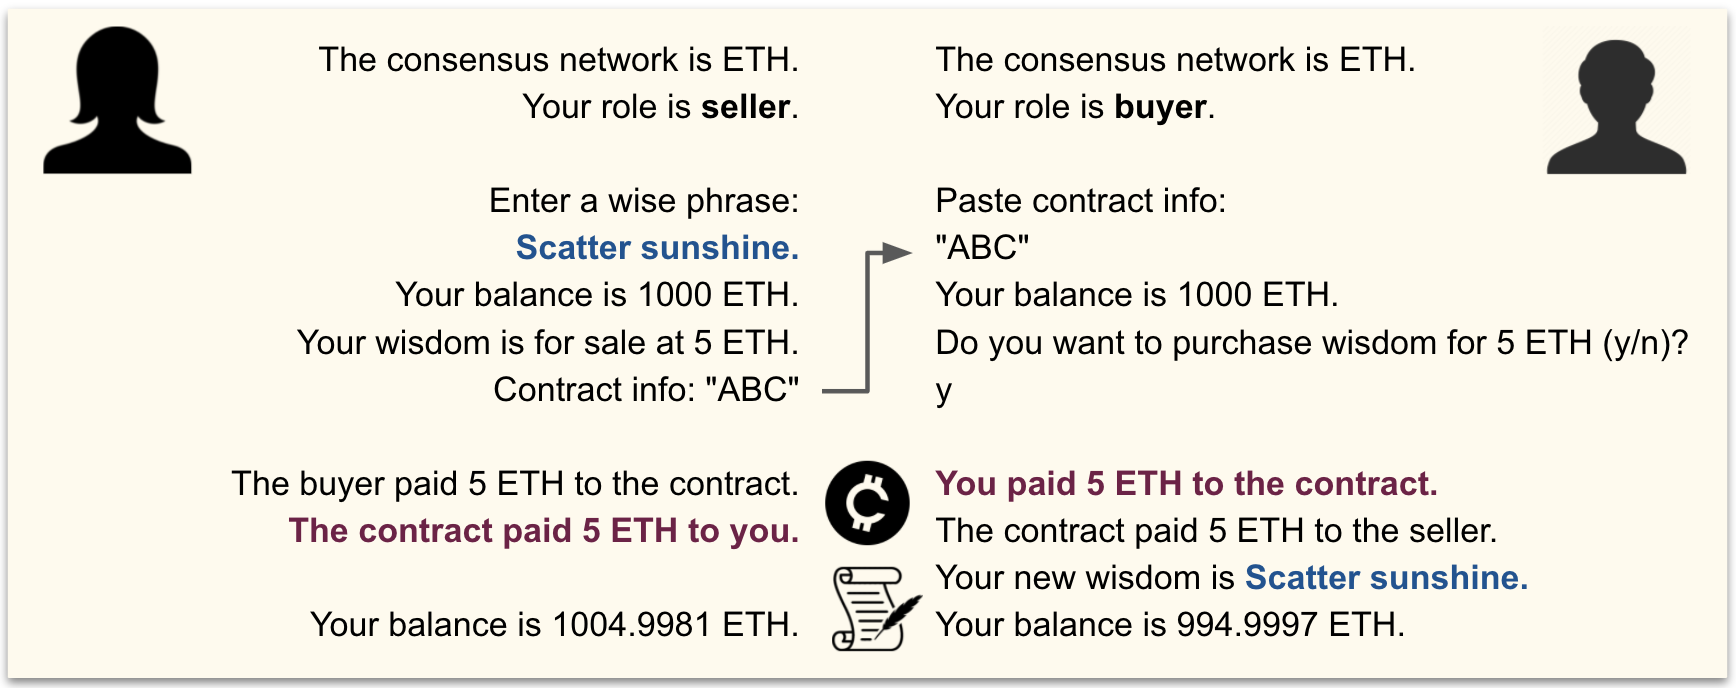 The consensus network is ETH.
Your role is seller.
Enter a wise phrase:
Scatter sunshine.
Your balance is 1000 ETH.
Your wisdom is for sale at 5 ETH.
Contract info: "ABC"
The buyer paid 5 ETH to the contract.
The contract paid 5 ETH to you.
Your balance is 1004.9981 ETH.
The consensus network is ETH.
Your role is buyer.
Paste contract info:
"ABC"
Your balance is 1000 ETH.
Do you want to purchase wisdom for 5 ETH (y/n)?
y
You paid 5 ETH to the contract.
The contract paid 5 ETH to the seller.
Your new wisdom is Scatter sunshine.
Your balance is 994.9997 ETH.